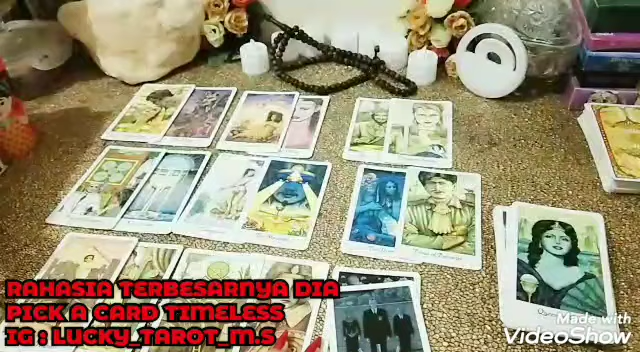 RAHASIA TERBESARNYA DIA
PICK A CARD TIMELESS
IG : LUCKY_TAROT_M.S
Made with
VideoShow